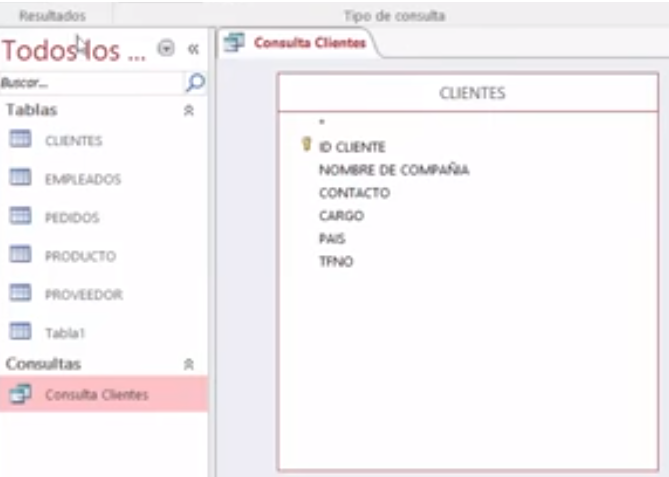 Resultados
Tipo de consulta
Todos los ...
«
Buscar...
Tablas
CLIENTES
EMPLEADOS
PEDIDOS
PRODUCTO
PROVEEDOR
Tabla1
Consultas
Consulta Clientes
Consulta Clientes
CLIENTES
*
ID CLIENTE
NOMBRE DE COMPAÑIA
CONTACTO
CARGO
PAIS
TFNO